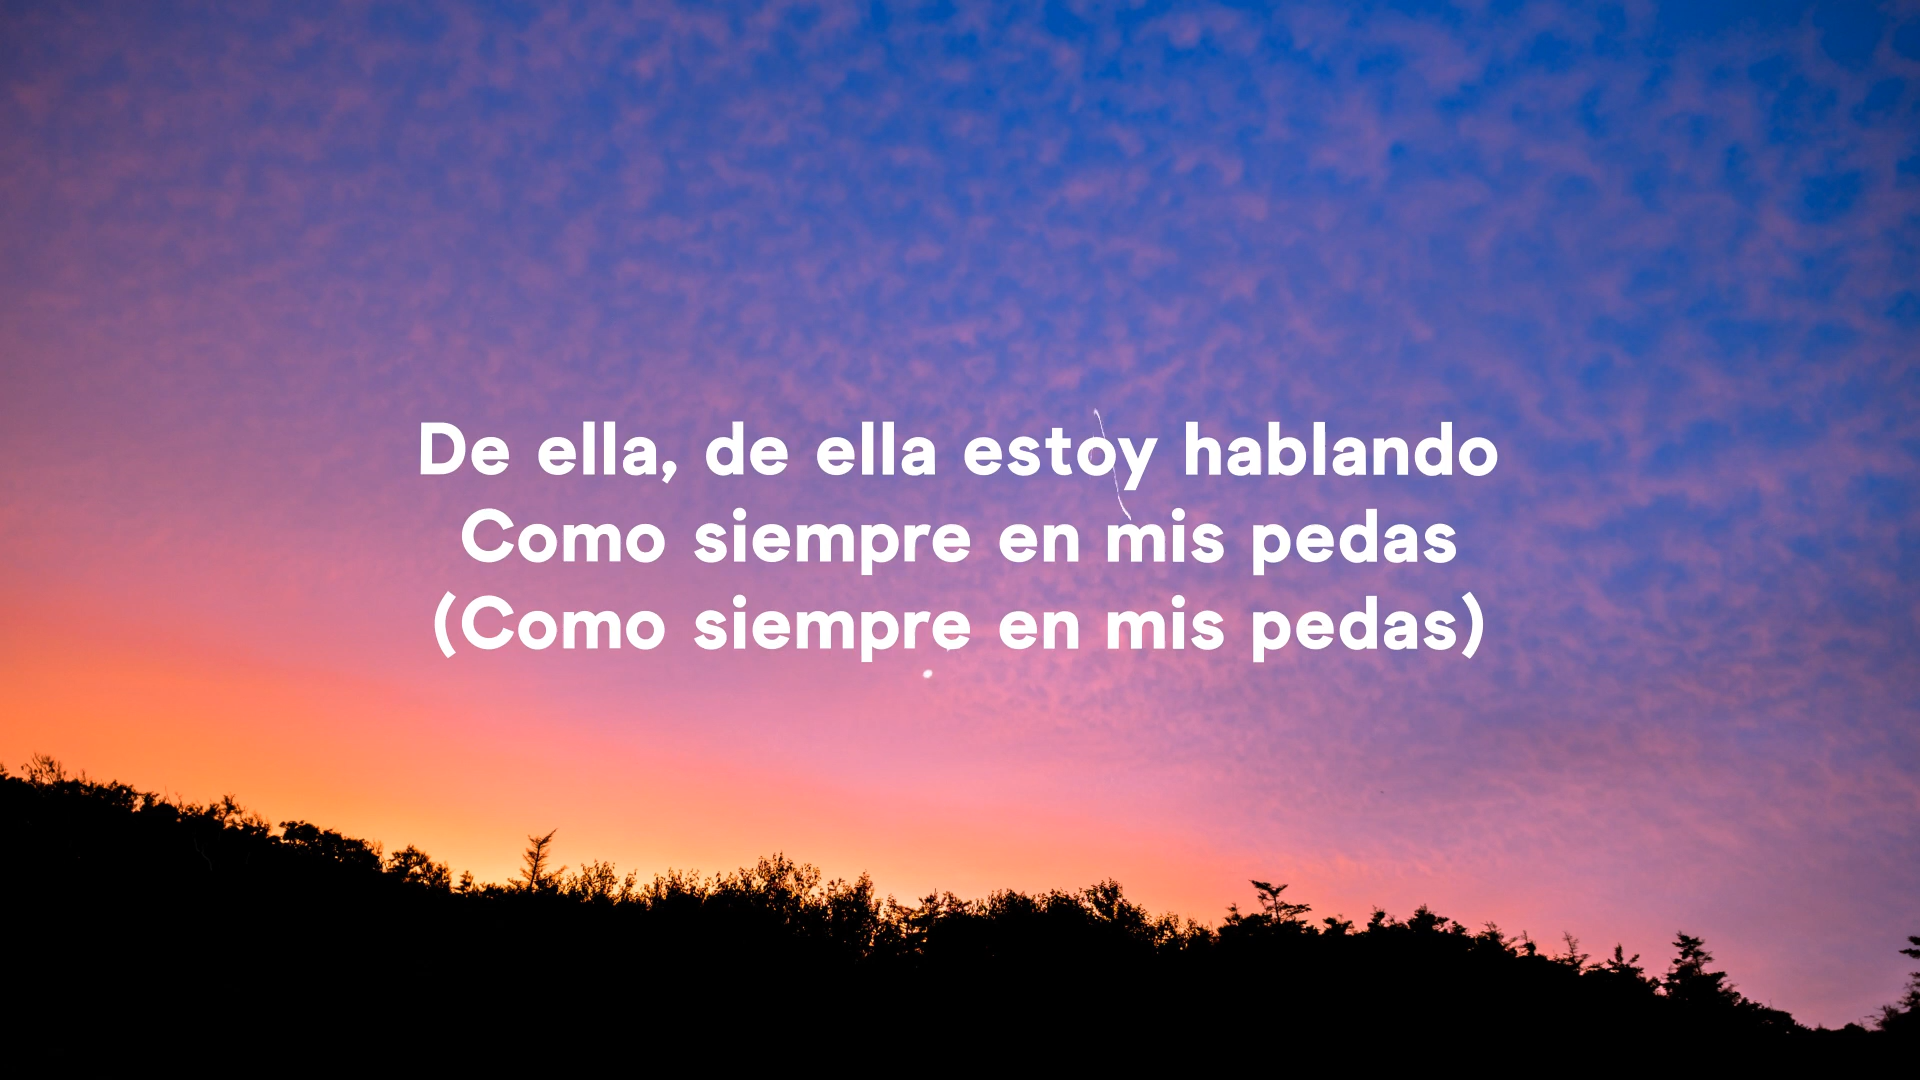 De ella, de ella estoy hablando
Como siempre en mis pedas
(Como siempre en mis pedas)